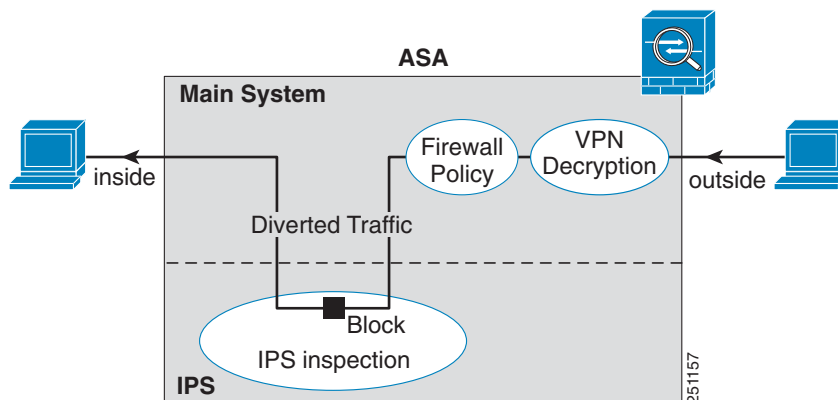 ASA
Main System
Firewall
Policy
VPN
Decryption
inside
outside
Diverted Traffic
Block
IPS inspection
IPS
251157